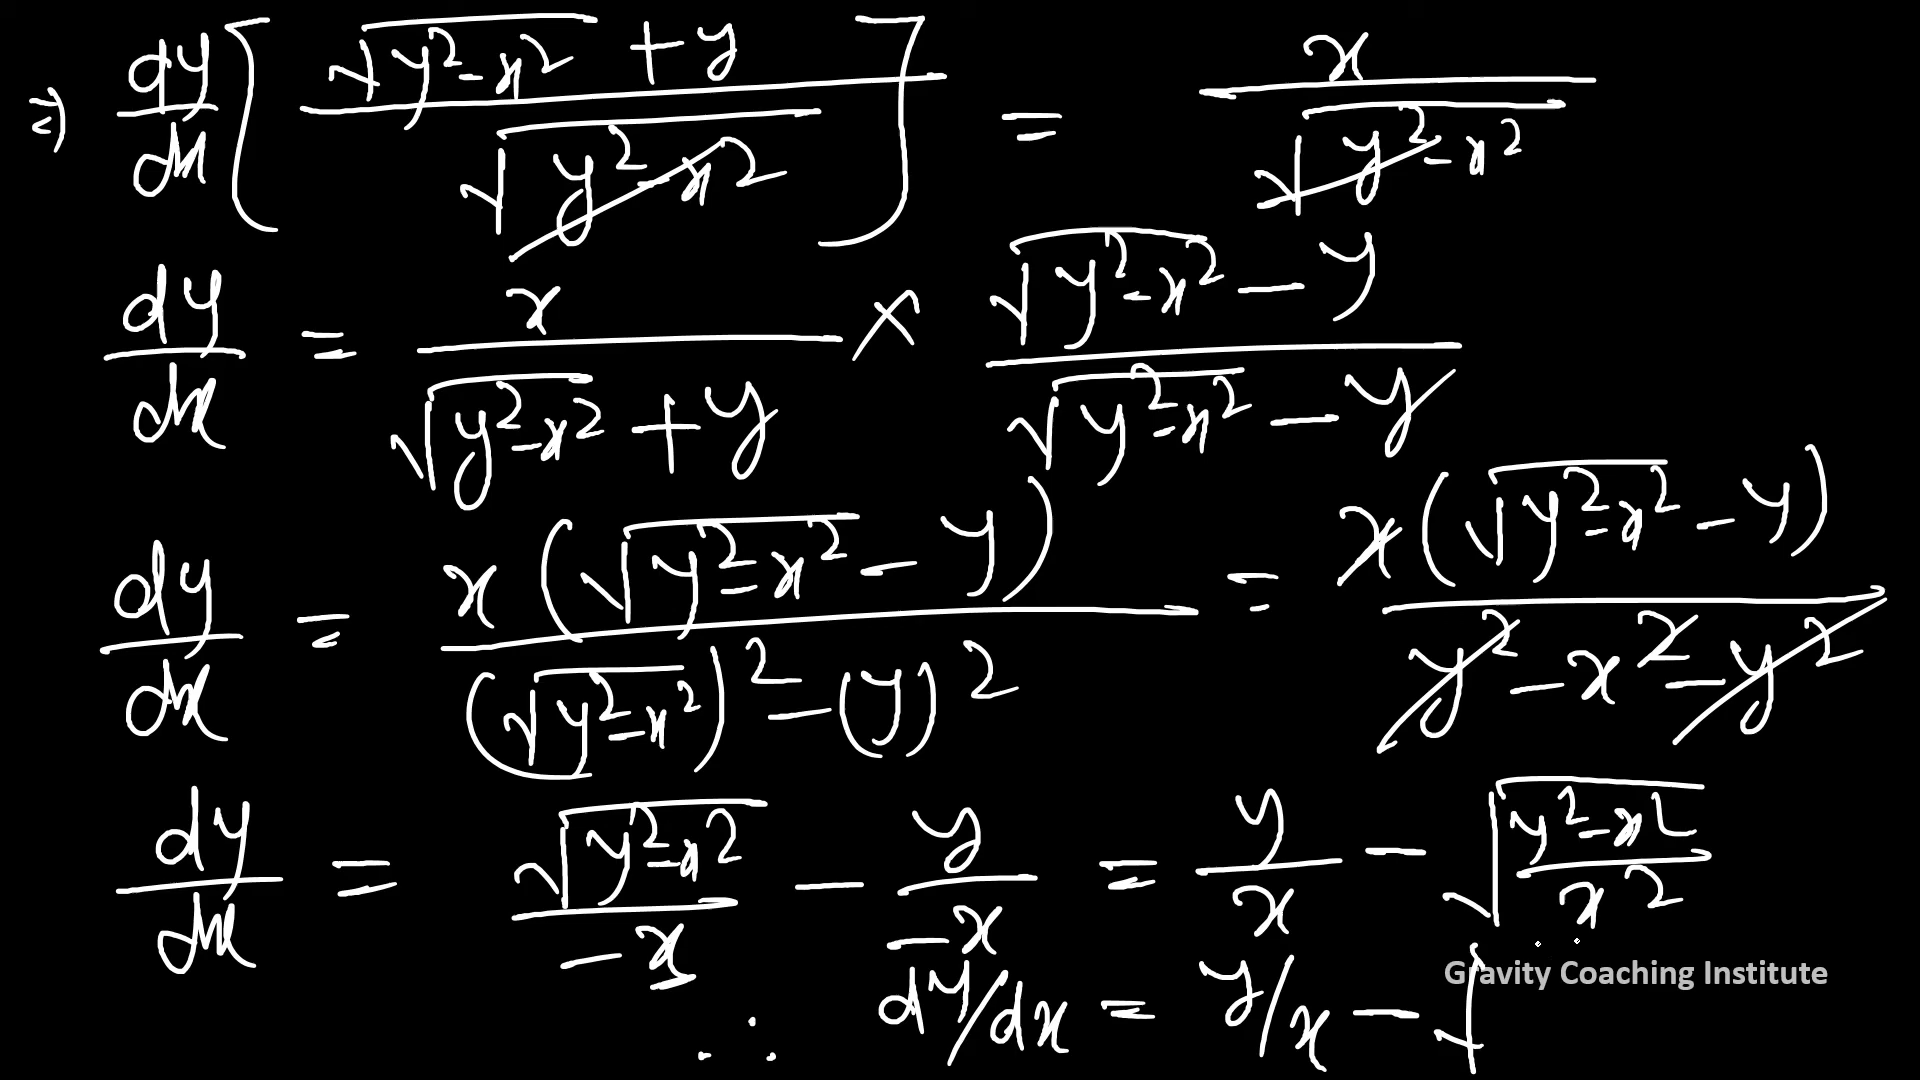 ⇒ dy/dx [ (√(y²-x²) + y) / √(y²-x²) ] = x / √(y²-x²)
dy/dx = x / (√(y²-x²) + y) × (√(y²-x²) - y) / (√(y²-x²) - y)
dy/dx = x(√(y²-x²) - y) / ((√(y²-x²))² - (y)²) = x(√(y²-x²) - y) / (y² - x² - y²)
dy/dx = √(y²-x²) / -x - y / -x = y/x - √((y²-x²)/x²)
∴ dy/dx = y/x - √
Gravity Coaching Institute